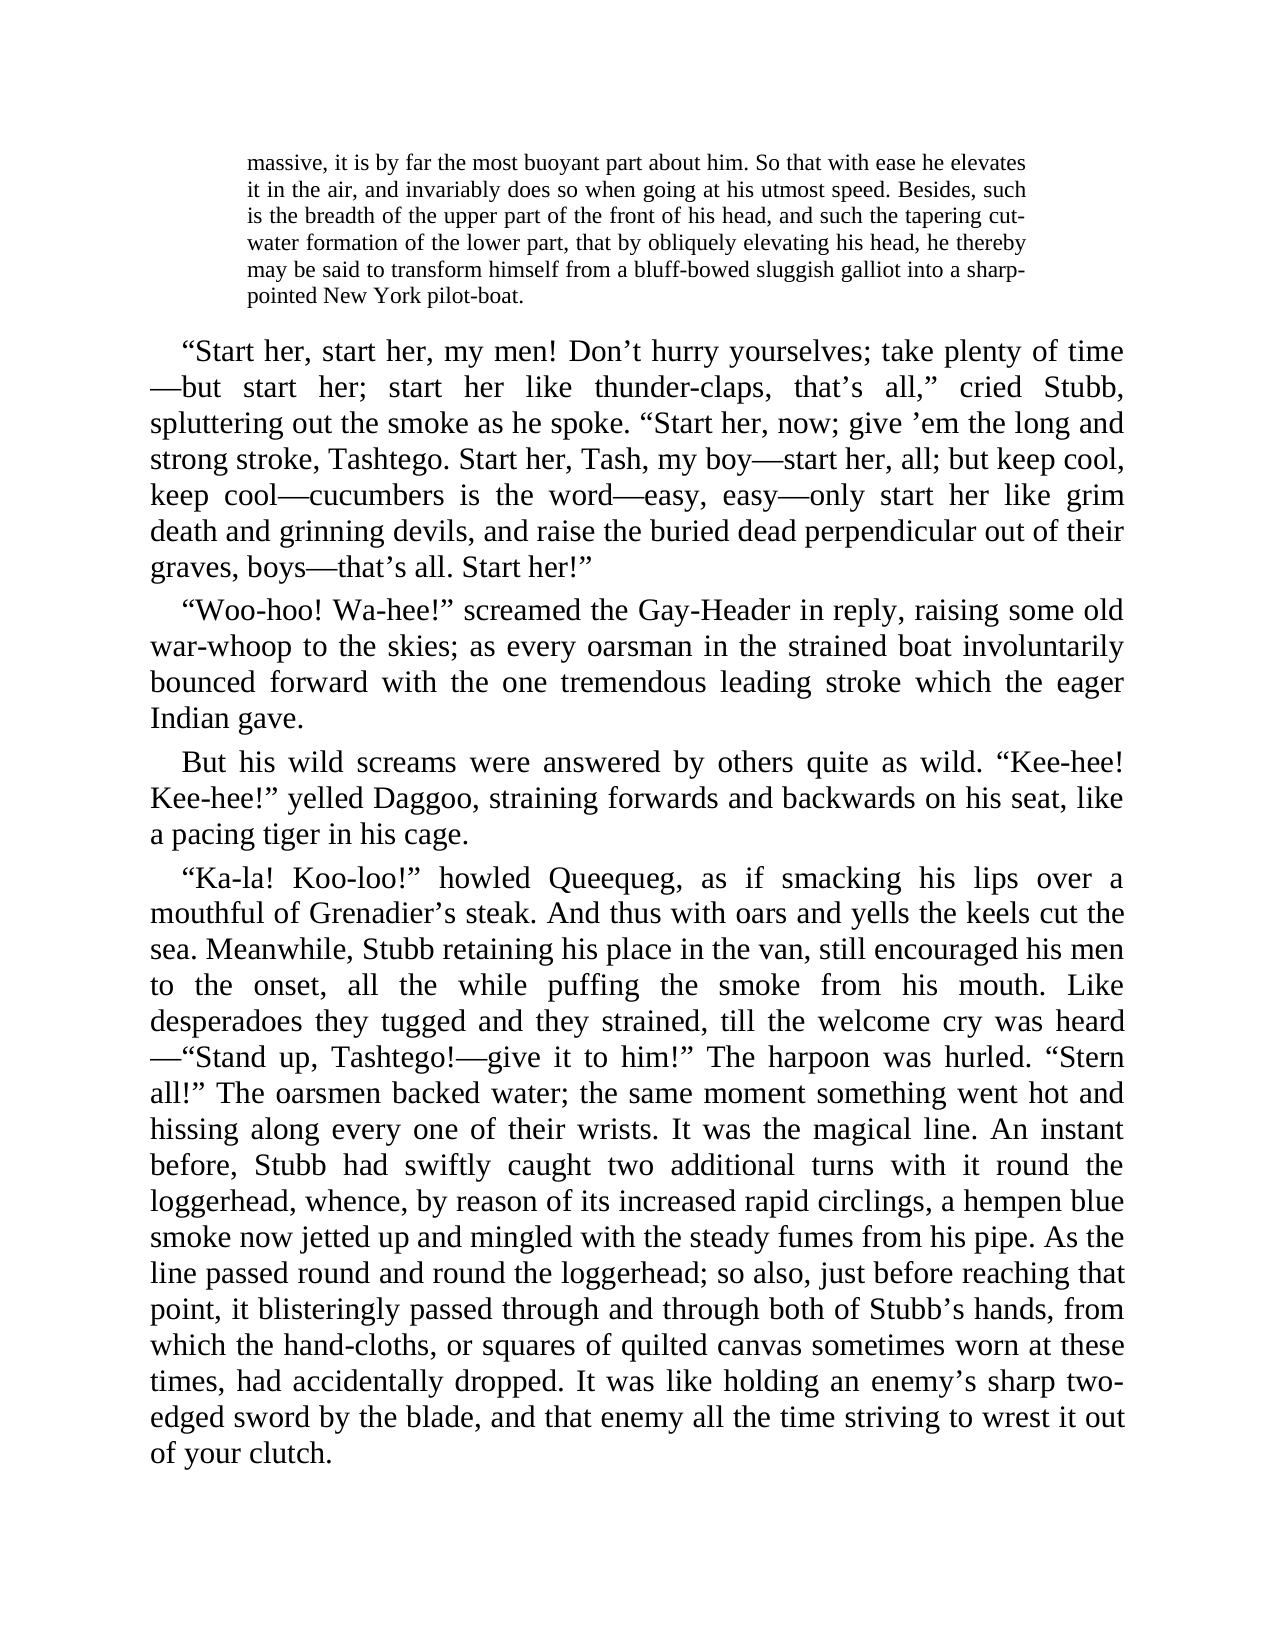 massive, it is by far the most buoyant part about him. So that with ease he elevates
it in the air, and invariably does so when going at his utmost speed. Besides, such
is the breadth of the upper part of the front of his head, and such the tapering cut-
water formation of the lower part, that by obliquely elevating his head, he thereby
may be said to transform himself from a bluff-bowed sluggish galliot into a sharp-
pointed New York pilot-boat.
“Start her, start her, my men! Don’t hurry yourselves; take plenty of time
—but start her; start her like thunder-claps, that’s all,” cried Stubb,
spluttering out the smoke as he spoke. “Start her, now; give ’em the long and
strong stroke, Tashtego. Start her, Tash, my boy—start her, all; but keep cool,
keep cool—cucumbers is the word—easy, easy—only start her like grim
death and grinning devils, and raise the buried dead perpendicular out of their
graves, boys—that’s all. Start her!”
“Woo-hoo! Wa-hee!” screamed the Gay-Header in reply, raising some old
war-whoop to the skies; as every oarsman in the strained boat involuntarily
bounced forward with the one tremendous leading stroke which the eager
Indian gave.
But his wild screams were answered by others quite as wild. “Kee-hee!
Kee-hee!” yelled Daggoo, straining forwards and backwards on his seat, like
a pacing tiger in his cage.
“Ka-la! Koo-loo!” howled Queequeg, as if smacking his lips over a
mouthful of Grenadier’s steak. And thus with oars and yells the keels cut the
sea. Meanwhile, Stubb retaining his place in the van, still encouraged his men
to the onset, all the while puffing the smoke from his mouth. Like
desperadoes they tugged and they strained, till the welcome cry was heard
—“Stand up, Tashtego!—give it to him!” The harpoon was hurled. “Stern
all!” The oarsmen backed water; the same moment something went hot and
hissing along every one of their wrists. It was the magical line. An instant
before, Stubb had swiftly caught two additional turns with it round the
loggerhead, whence, by reason of its increased rapid circlings, a hempen blue
smoke now jetted up and mingled with the steady fumes from his pipe. As the
line passed round and round the loggerhead; so also, just before reaching that
point, it blisteringly passed through and through both of Stubb’s hands, from
which the hand-cloths, or squares of quilted canvas sometimes worn at these
times, had accidentally dropped. It was like holding an enemy’s sharp two-
edged sword by the blade, and that enemy all the time striving to wrest it out
of your clutch.